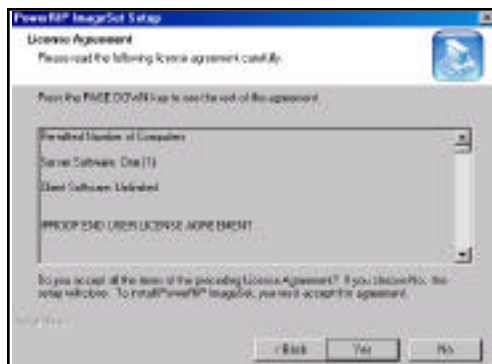 PowerRIP ImageSet Setup
License Agreement
Please read the following license agreement carefully.
Press the PAGE DOWN key to see the rest of the agreement.
Permitted Number of Computers
Server Software: One (1)
Client Software: Unlimited
IPROOF END USER LICENSE AGREEMENT
Do you accept all the terms of the preceding License Agreement? If you choose No, the
setup will close. To install PowerRIP ImageSet, you must accept this agreement.
< Back
Yes
No